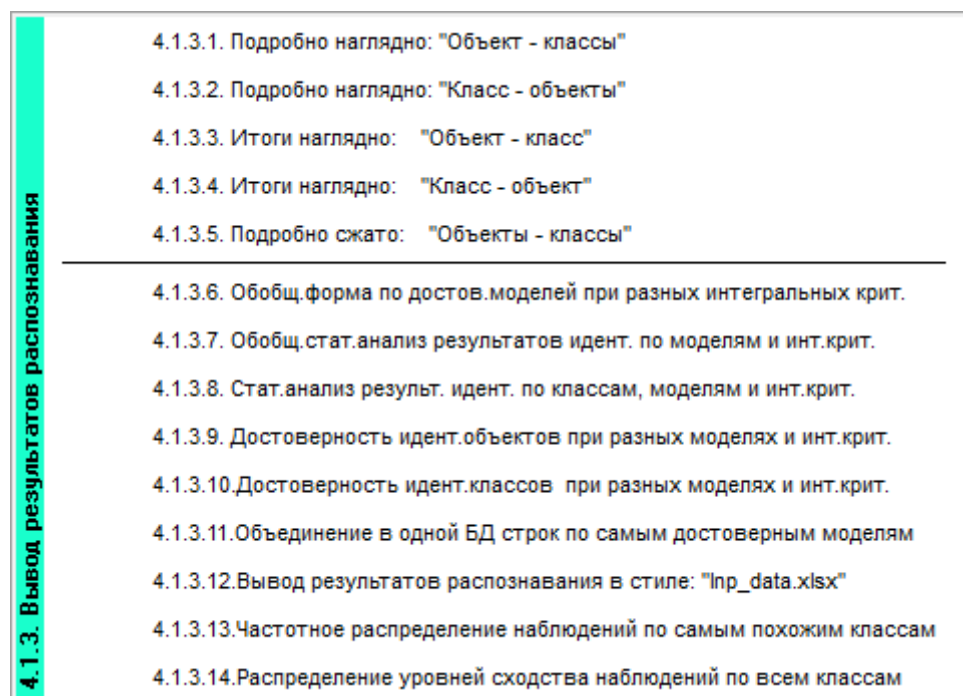 4.1.3. Вывод результатов распознавания
4.1.3.1. Подробно наглядно: "Объект - классы"
4.1.3.2. Подробно наглядно: "Класс - объекты"
4.1.3.3. Итоги наглядно: "Объект - класс"
4.1.3.4. Итоги наглядно: "Класс - объект"
4.1.3.5. Подробно сжато: "Объекты - классы"
4.1.3.6. Обобщ.форма по достов.моделей при разных интегральных крит.
4.1.3.7. Обобщ.стат.анализ результатов идент. по моделям и инт.крит.
4.1.3.8. Стат.анализ результ. идент. по классам, моделям и инт.крит.
4.1.3.9. Достоверность идент.объектов при разных моделях и инт.крит.
4.1.3.10.Достоверность идент.классов при разных моделях и инт.крит.
4.1.3.11.Объединение в одной БД строк по самым достоверным моделям
4.1.3.12.Вывод результатов распознавания в стиле: "Inp_data.xlsx"
4.1.3.13.Частотное распределение наблюдений по самым похожим классам
4.1.3.14.Распределение уровней сходства наблюдений по всем классам